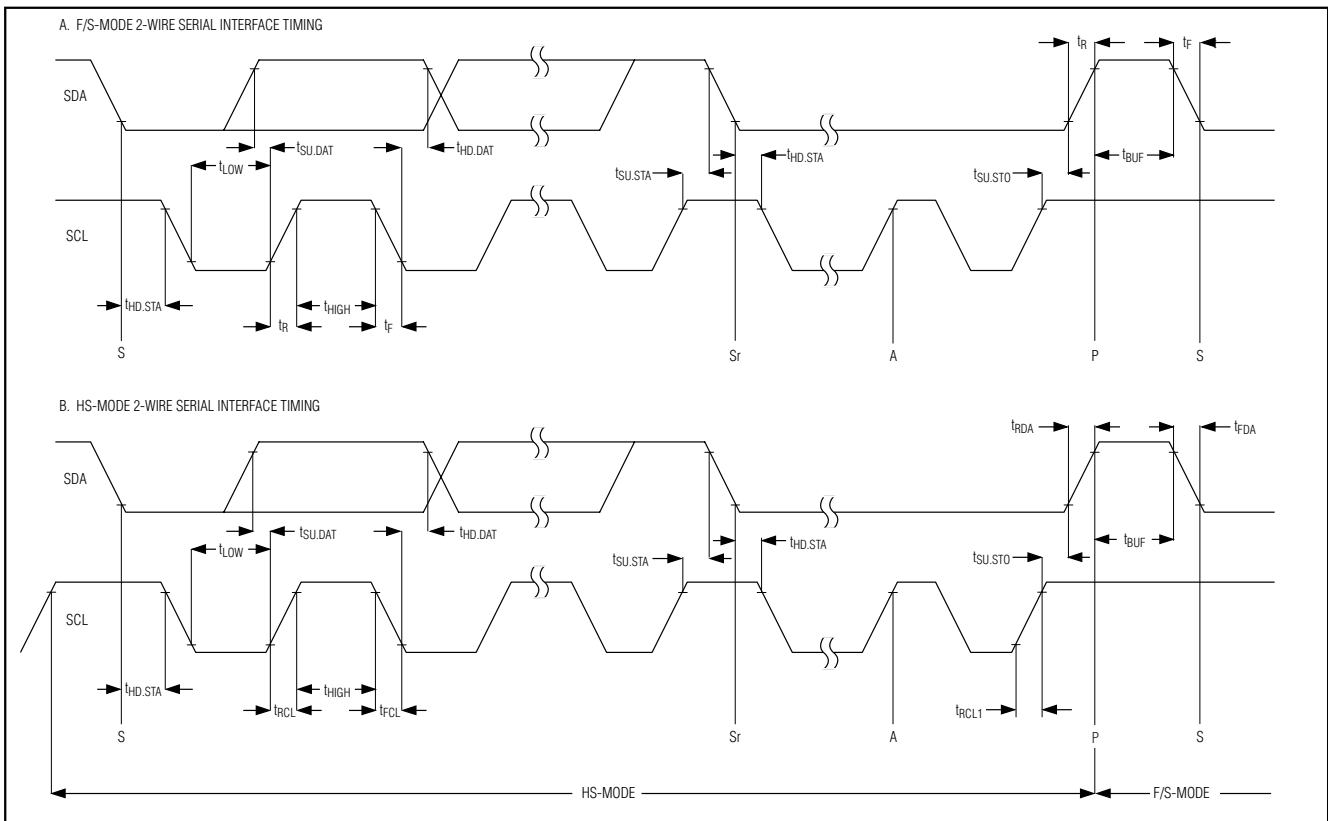 A. F/S-MODE 2-WIRE SERIAL INTERFACE TIMING
tR
tF
SDA
tSU.DAT
tHD.DAT
tLOW
tSU.STA
tHD.STA
tSU.STO
tBUF
SCL
tHD.STA
tR
tHIGH
tF
S
Sr
A
P
S
B. HS-MODE 2-WIRE SERIAL INTERFACE TIMING
tRDA
tFDA
SDA
tSU.DAT
tHD.DAT
tLOW
tSU.STA
tHD.STA
tSU.STO
tBUF
SCL
tHD.STA
tRCL
tHIGH
tFCL
tRCL1
S
Sr
A
P
S
HS-MODE
F/S-MODE